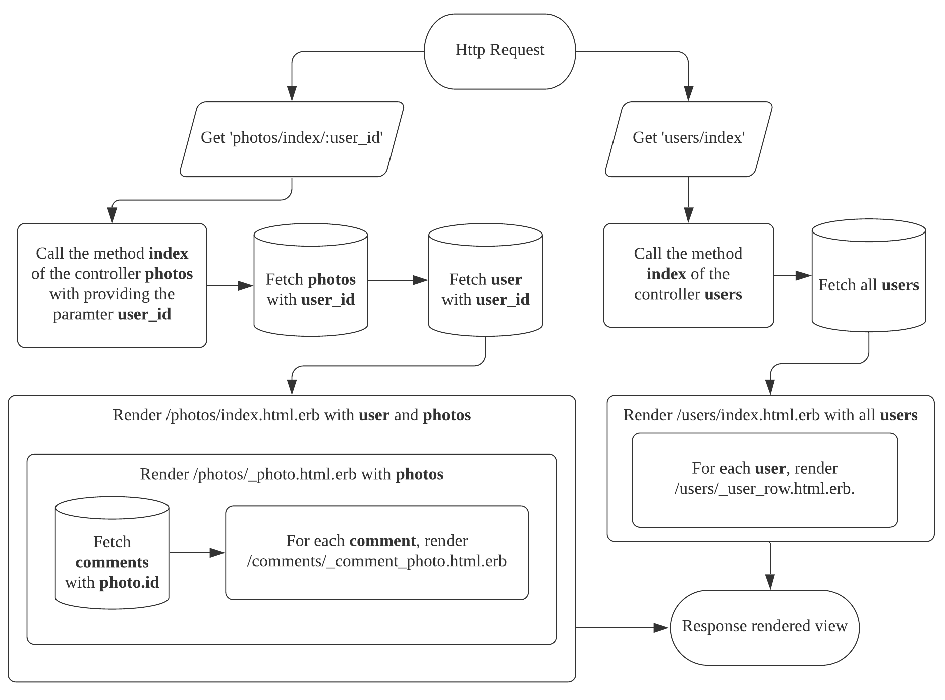 Http Request
Get 'photos/index/:user_id'
Get 'users/index'
Call the method index
of the controller photos
with providing the
paramter user_id
Fetch photos
with user_id
Fetch user
with user_id
Call the method
index of the
controller users
Fetch all users
Render /photos/index.html.erb with user and photos
Render /photos/_photo.html.erb with photos
Fetch
comments
with photo.id
For each comment, render
/comments/_comment_photo.html.erb
Render /users/index.html.erb with all users
For each user, render
/users/_user_row.html.erb.
Response rendered view